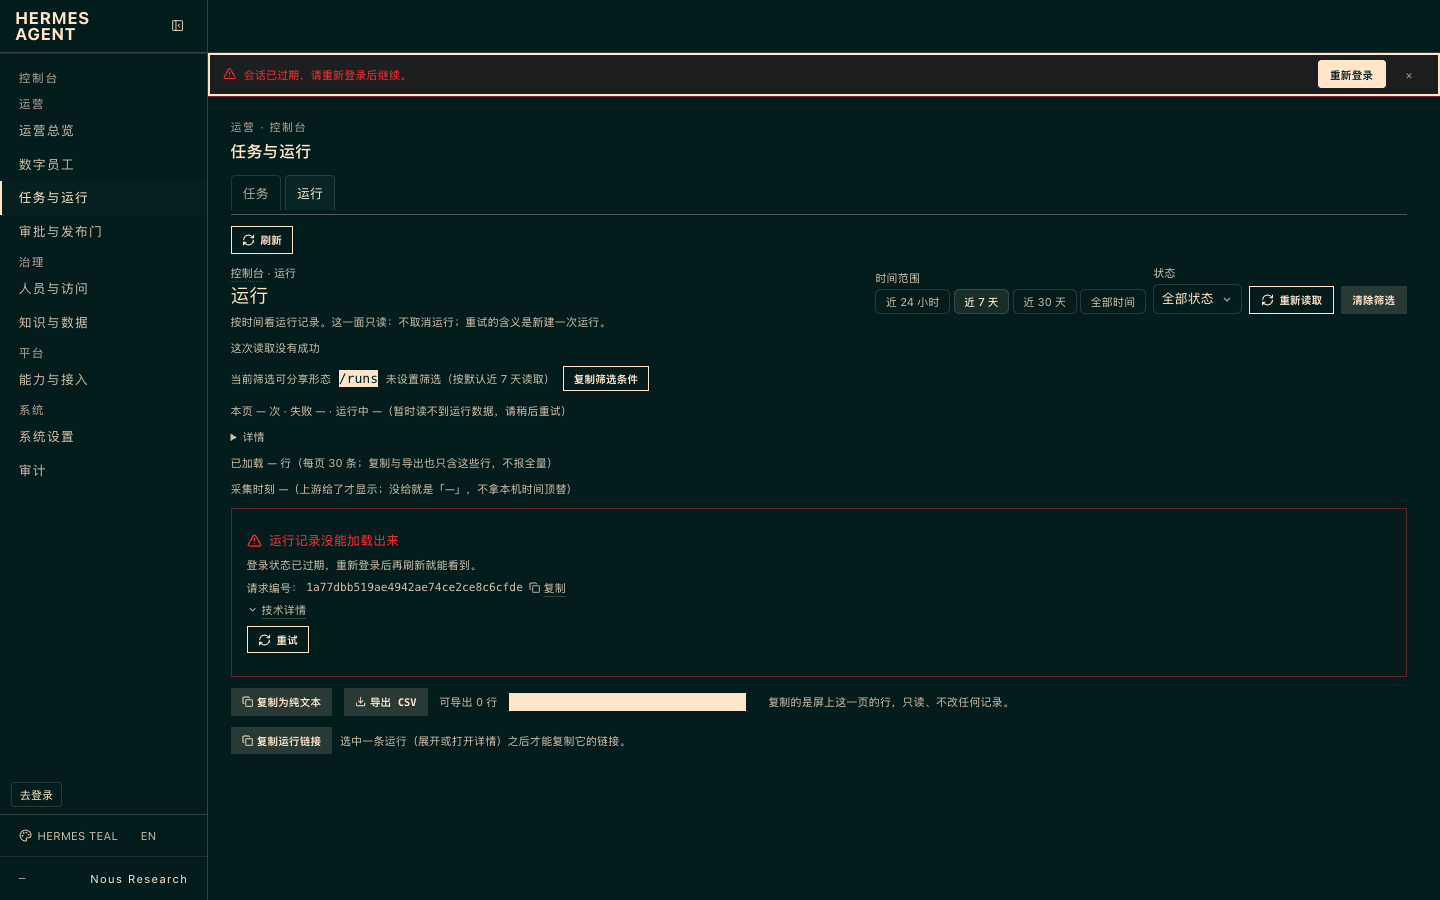 HERMES
AGENT
控制台
运营
运营总览
数字员工
任务与运行
审批与发布门
治理
人员与访问
知识与数据
平台
能力与接入
系统
系统设置
审计
去登录
HERMES TEAL EN
— Nous Research
会话已过期，请重新登录后继续。 重新登录 ×
运营 · 控制台
任务与运行
任务 运行
刷新
控制台 · 运行
运行
时间范围 状态
近 24 小时 近 7 天 近 30 天 全部时间 全部状态 重新读取 清除筛选
按时间看运行记录。这一面只读：不取消运行；重试的含义是新建一次运行。
这次读取没有成功
当前筛选可分享形态 /runs 未设置筛选（按默认近 7 天读取） 复制筛选条件
本页 — 次 · 失败 — · 运行中 —（暂时读不到运行数据，请稍后重试）
详情
已加载 — 行（每页 30 条；复制与导出也只含这些行，不报全量）
采集时刻 —（上游给了才显示；没给就是「—」，不拿本机时间顶替）
运行记录没能加载出来
登录状态已过期，重新登录后再刷新就能看到。
请求编号： 1a77dbb519ae4942ae74ce2ce8c6cfde 复制
技术详情
重试
复制为纯文本 导出 CSV 可导出 0 行 复制的是屏上这一页的行，只读、不改任何记录。
复制运行链接 选中一条运行（展开或打开详情）之后才能复制它的链接。